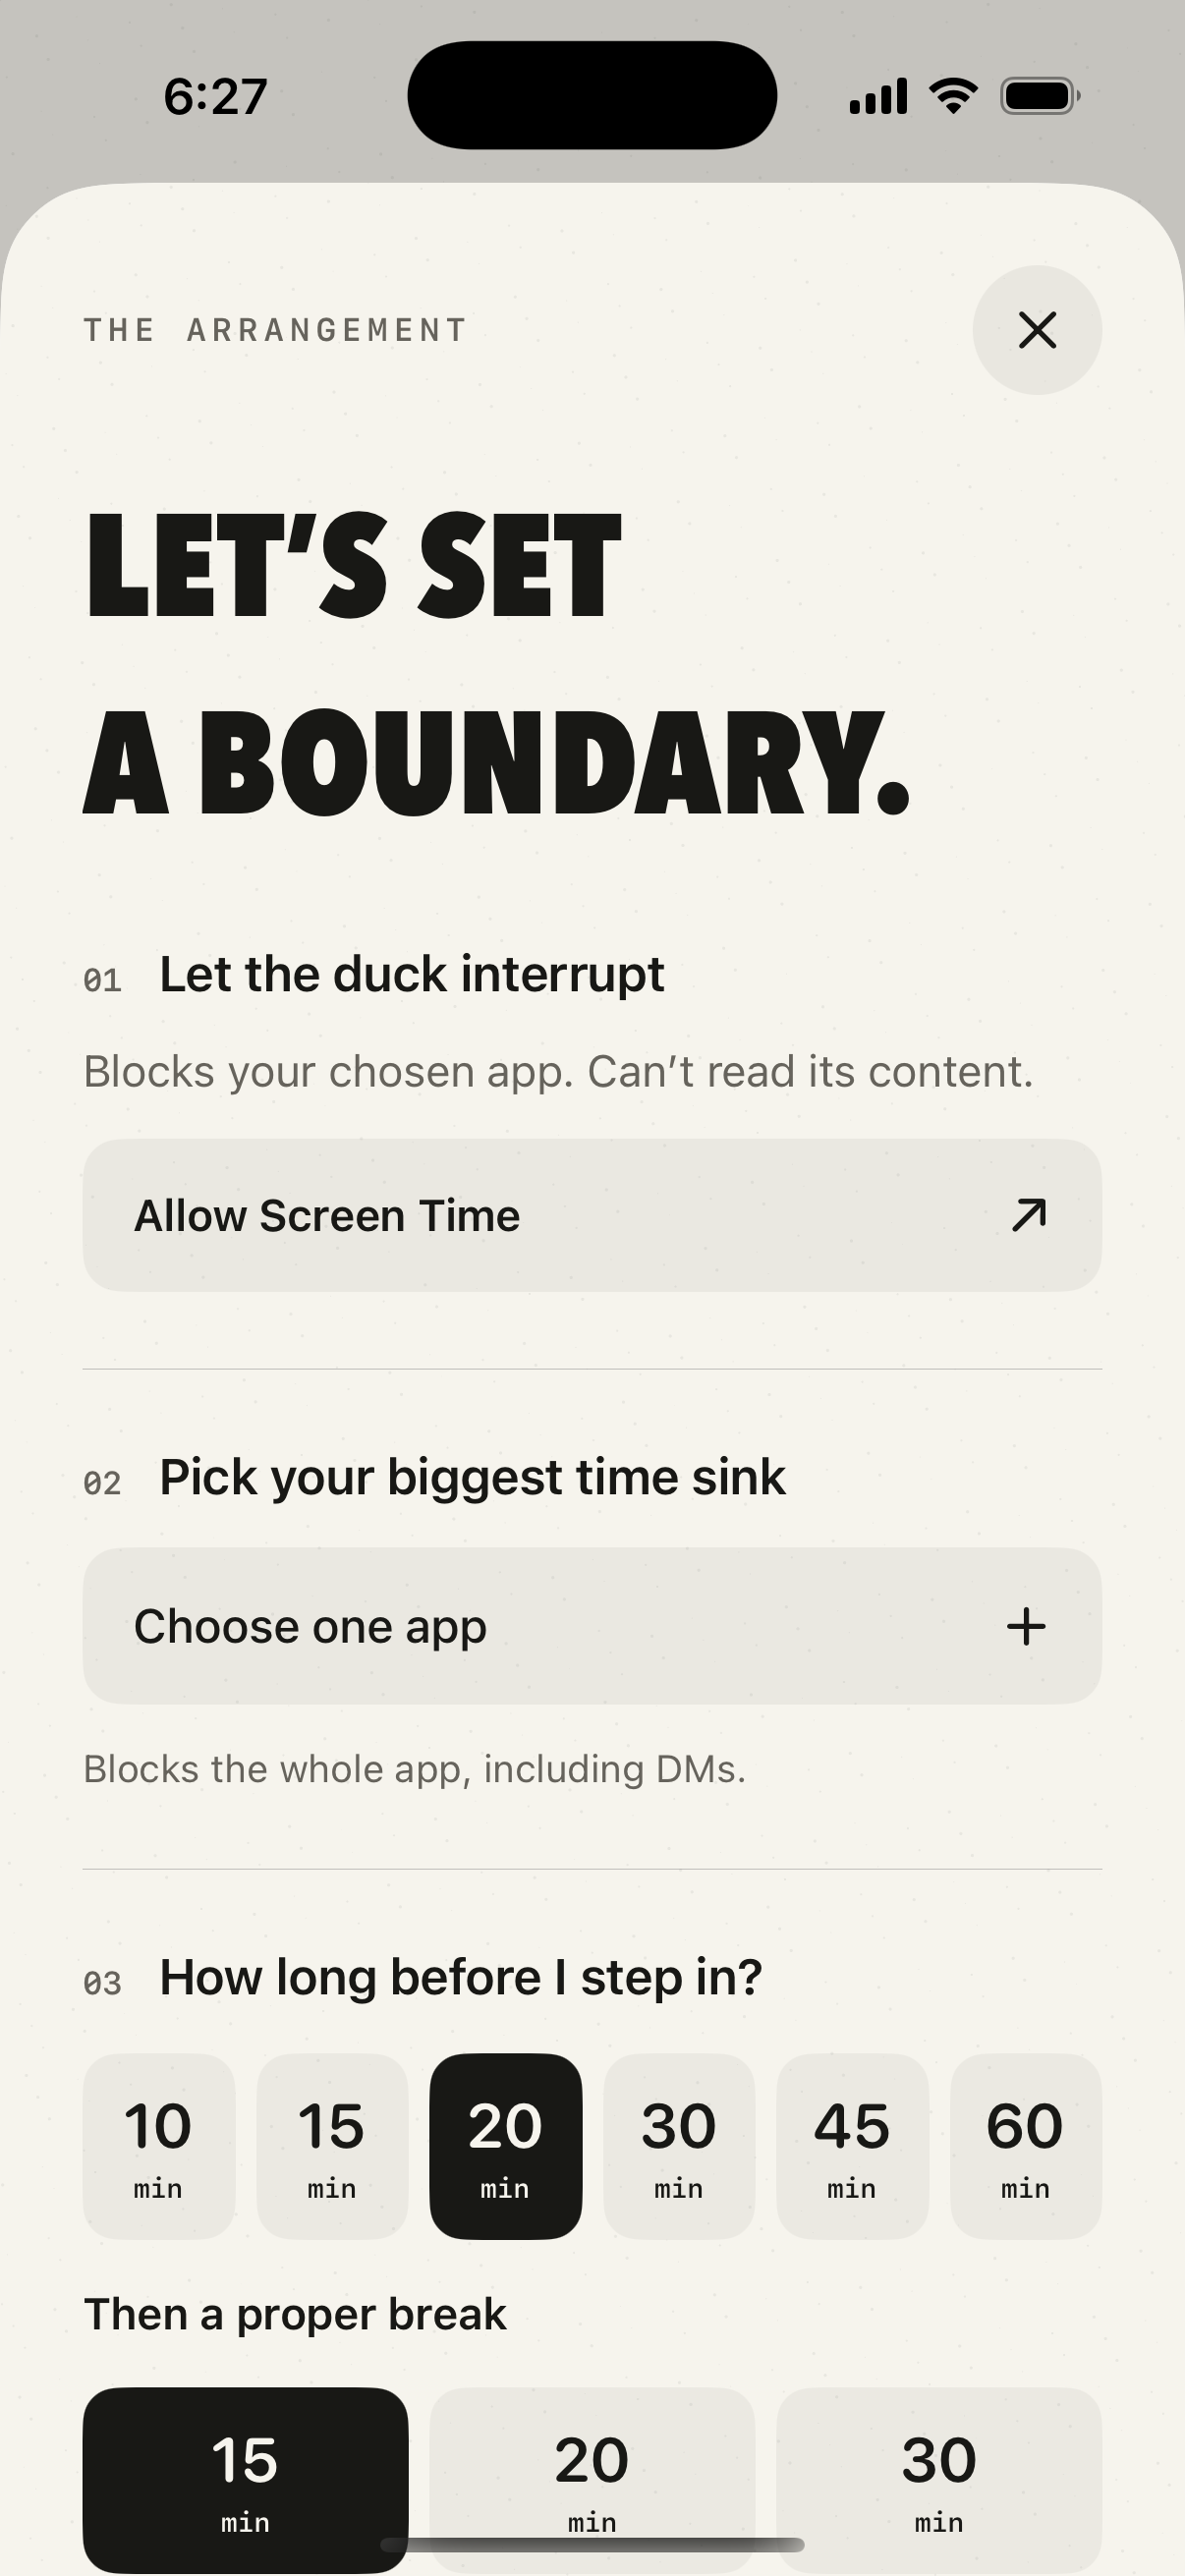 6:27
THE ARRANGEMENT
LET’S SET
A BOUNDARY.
01 Let the duck interrupt
Blocks your chosen app. Can’t read its content.
Allow Screen Time
02 Pick your biggest time sink
Choose one app
Blocks the whole app, including DMs.
03 How long before I step in?
10 15 20 30 45 60
min min min min min min
Then a proper break
15 20 30
min min min